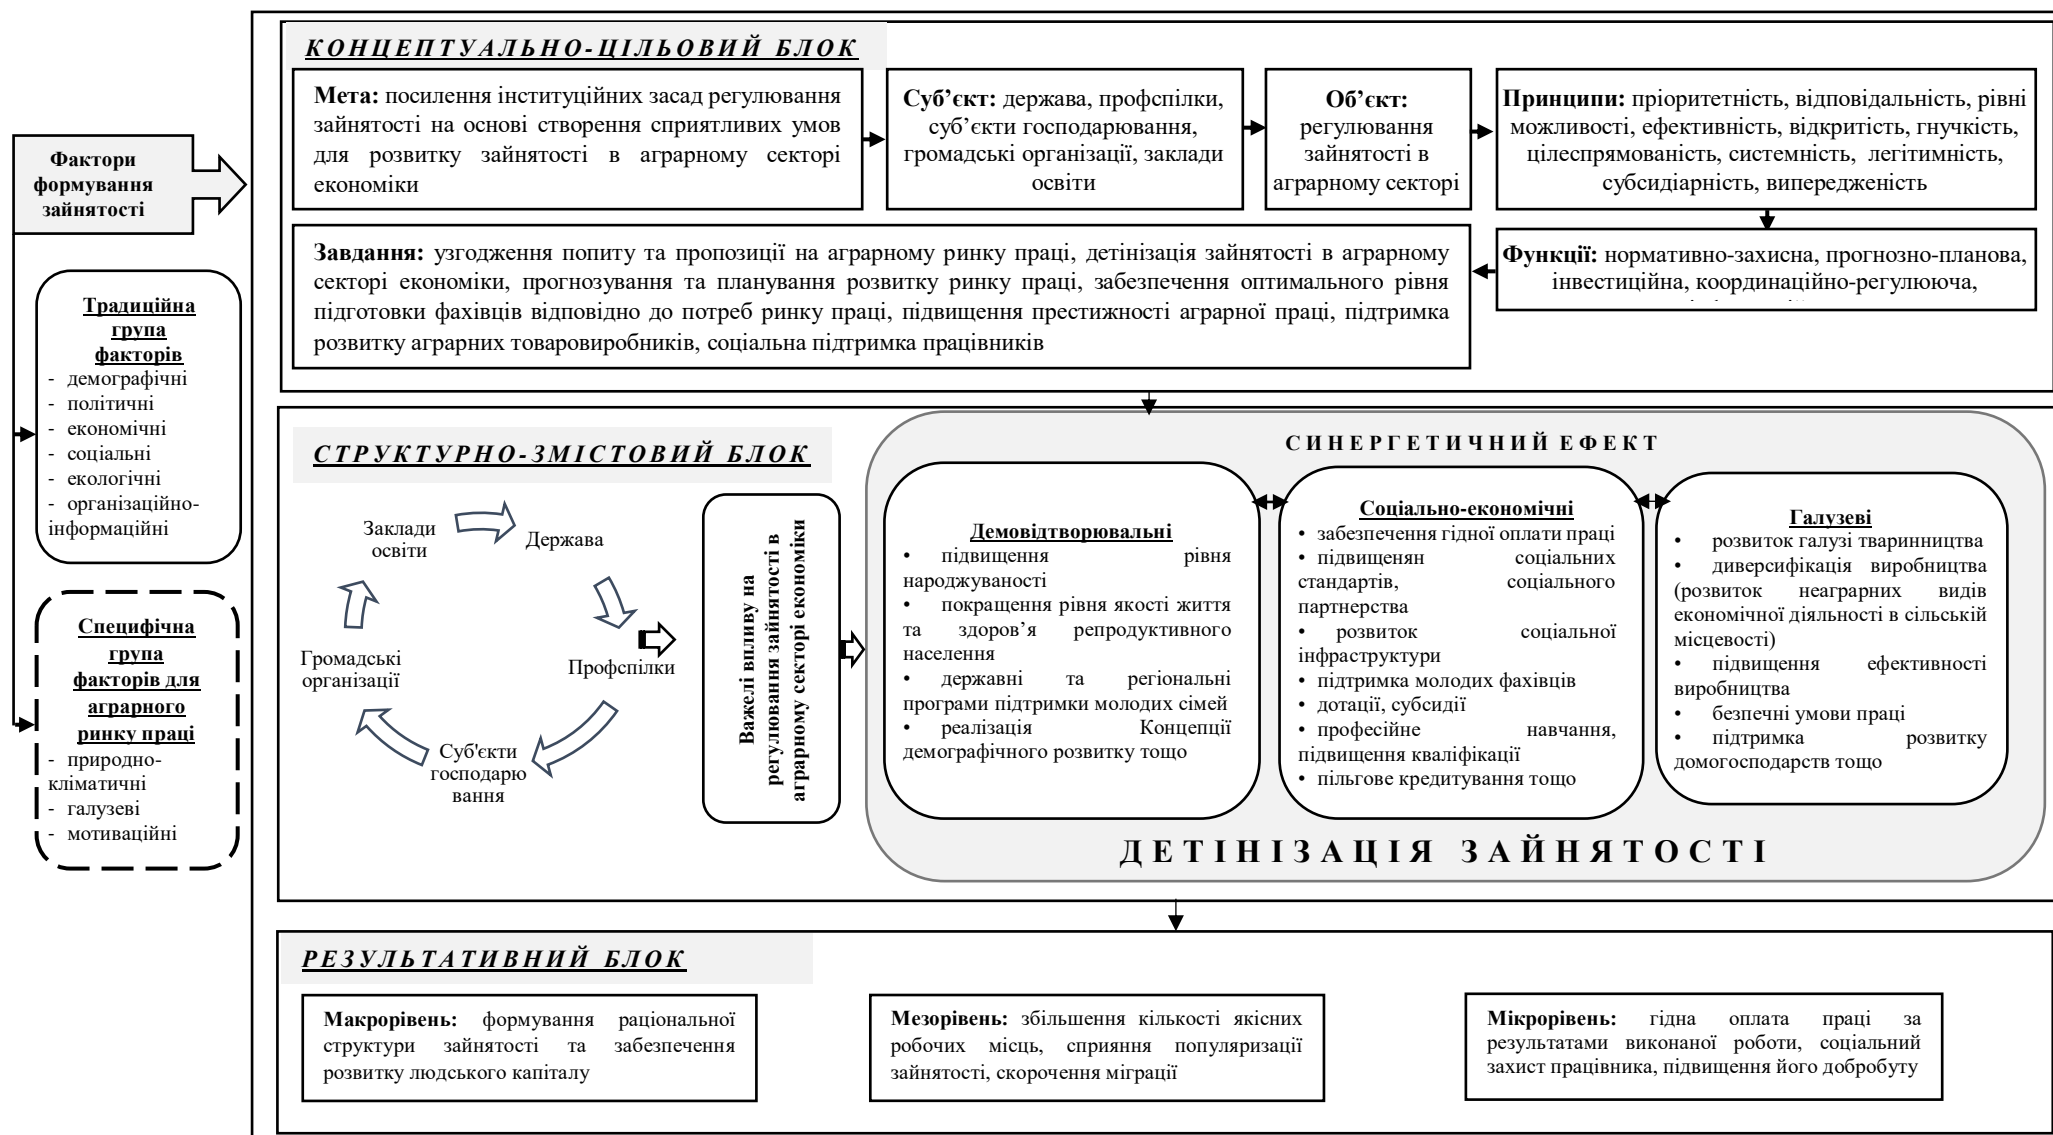 КОНЦЕПТУАЛЬНО-ЦІЛЬОВИЙ БЛОК
Мета: посилення інституційних засад регулювання
зайнятості на основі створення сприятливих умов
для розвитку зайнятості в аграрному секторі
економіки
Суб’єкт: держава, профспілки,
суб’єкти господарювання,
громадські організації, заклади
освіти
Об’єкт:
регулювання
зайнятості в
аграрному секторі
Принципи: пріоритетність, відповідальність, рівні
можливості, ефективність, відкритість, гнучкість,
цілеспрямованість, системність, легітимність,
субсидіарність, випередженість
Функції: нормативно-захисна, прогнозно-планова,
інвестиційна, координаційно-регулююча,
Завдання: узгодження попиту та пропозиції на аграрному ринку праці, детінізація зайнятості в аграрному
секторі економіки, прогнозування та планування розвитку ринку праці, забезпечення оптимального рівня
підготовки фахівців відповідно до потреб ринку праці, підвищення престижності аграрної праці, підтримка
розвитку аграрних товаровиробників, соціальна підтримка працівників
Фактори
формування
зайнятості
Традиційна
група
факторів
- демографічні
- політичні
- економічні
- соціальні
- екологічні
- організаційно-
інформаційні
Специфічна
група
факторів для
аграрного
ринку праці
- природно-
кліматичні
- галузеві
- мотиваційні
СТРУКТУРНО-ЗМІСТОВИЙ БЛОК
Заклади
освіти
Держава
Профспілки
Суб'єкти
господарю
вання
Громадські
організації
Важелі впливу на
регулювання зайнятості в
аграрному секторі економіки
СИНЕРГЕТИЧНИЙ ЕФЕКТ
Демовідтворювальні
• підвищення рівня
народжуваності
• покращення рівня якості життя
та здоров’я репродуктивного
населення
• державні та регіональні
програми підтримки молодих сімей
• реалізація Концепції
демографічного розвитку тощо
Соціально-економічні
• забезпечення гідної оплати праці
• підвищенян соціальних
стандартів, соціального
партнерства
• розвиток соціальної
інфраструктури
• підтримка молодих фахівців
• дотації, субсидії
• професійне навчання,
підвищення кваліфікації
• пільгове кредитування тощо
Галузеві
• розвиток галузі тваринництва
• диверсифікація виробництва
(розвиток неаграрних видів
економічної діяльності в сільській
місцевості)
• підвищення ефективності
виробництва
• безпечні умови праці
• підтримка розвитку
домогосподарств тощо
ДЕТІНІЗАЦІЯ ЗАЙНЯТОСТІ
РЕЗУЛЬТАТИВНИЙ БЛОК
Макрорівень: формування раціональної
структури зайнятості та забезпечення
розвитку людського капіталу
Мезорівень: збільшення кількості якісних
робочих місць, сприяння популяризації
зайнятості, скорочення міграції
Мікрорівень: гідна оплата праці за
результатами виконаної роботи, соціальний
захист працівника, підвищення його добробуту